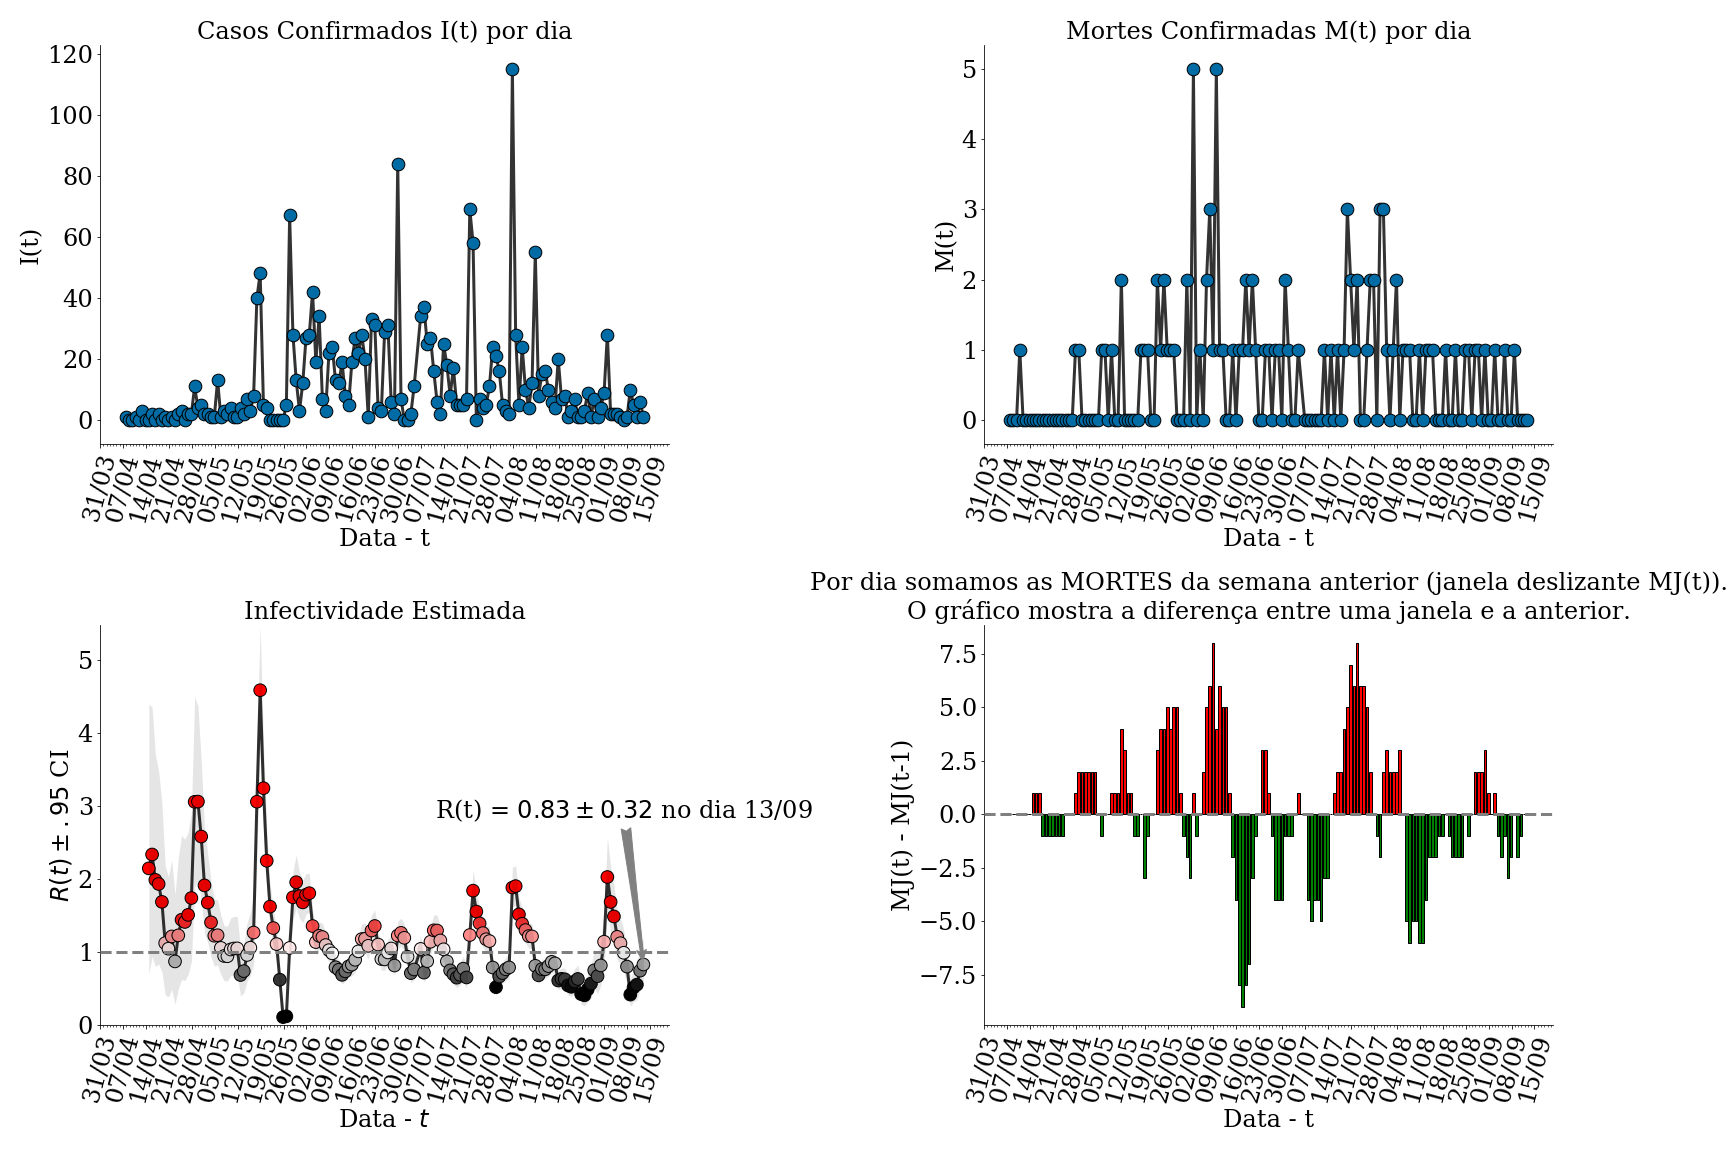 Casos Confirmados I(t) por dia
120
100
80
60
40
20
0
I(t)
31/03 07/04 14/04 21/04 28/04 05/05 12/05 19/05 26/05 02/06 09/06 16/06 23/06 30/06 07/07 14/07 21/07 28/07 04/08 11/08 18/08 25/08 01/09 08/09 15/09
Data - t
Mortes Confirmadas M(t) por dia
5
4
3
2
1
0
M(t)
31/03 07/04 14/04 21/04 28/04 05/05 12/05 19/05 26/05 02/06 09/06 16/06 23/06 30/06 07/07 14/07 21/07 28/07 04/08 11/08 18/08 25/08 01/09 08/09 15/09
Data - t
Infectividade Estimada
5
4
3
2
1
0
R(t) ± .95 CI
R(t) = 0.83 ± 0.32 no dia 13/09
31/03 07/04 14/04 21/04 28/04 05/05 12/05 19/05 26/05 02/06 09/06 16/06 23/06 30/06 07/07 14/07 21/07 28/07 04/08 11/08 18/08 25/08 01/09 08/09 15/09
Data - t
Por dia somamos as MORTES da semana anterior (janela deslizante MJ(t)).
O gráfico mostra a diferença entre uma janela e a anterior.
7.5
5.0
2.5
0.0
−2.5
−5.0
−7.5
MJ(t) - MJ(t-1)
31/03 07/04 14/04 21/04 28/04 05/05 12/05 19/05 26/05 02/06 09/06 16/06 23/06 30/06 07/07 14/07 21/07 28/07 04/08 11/08 18/08 25/08 01/09 08/09 15/09
Data - t